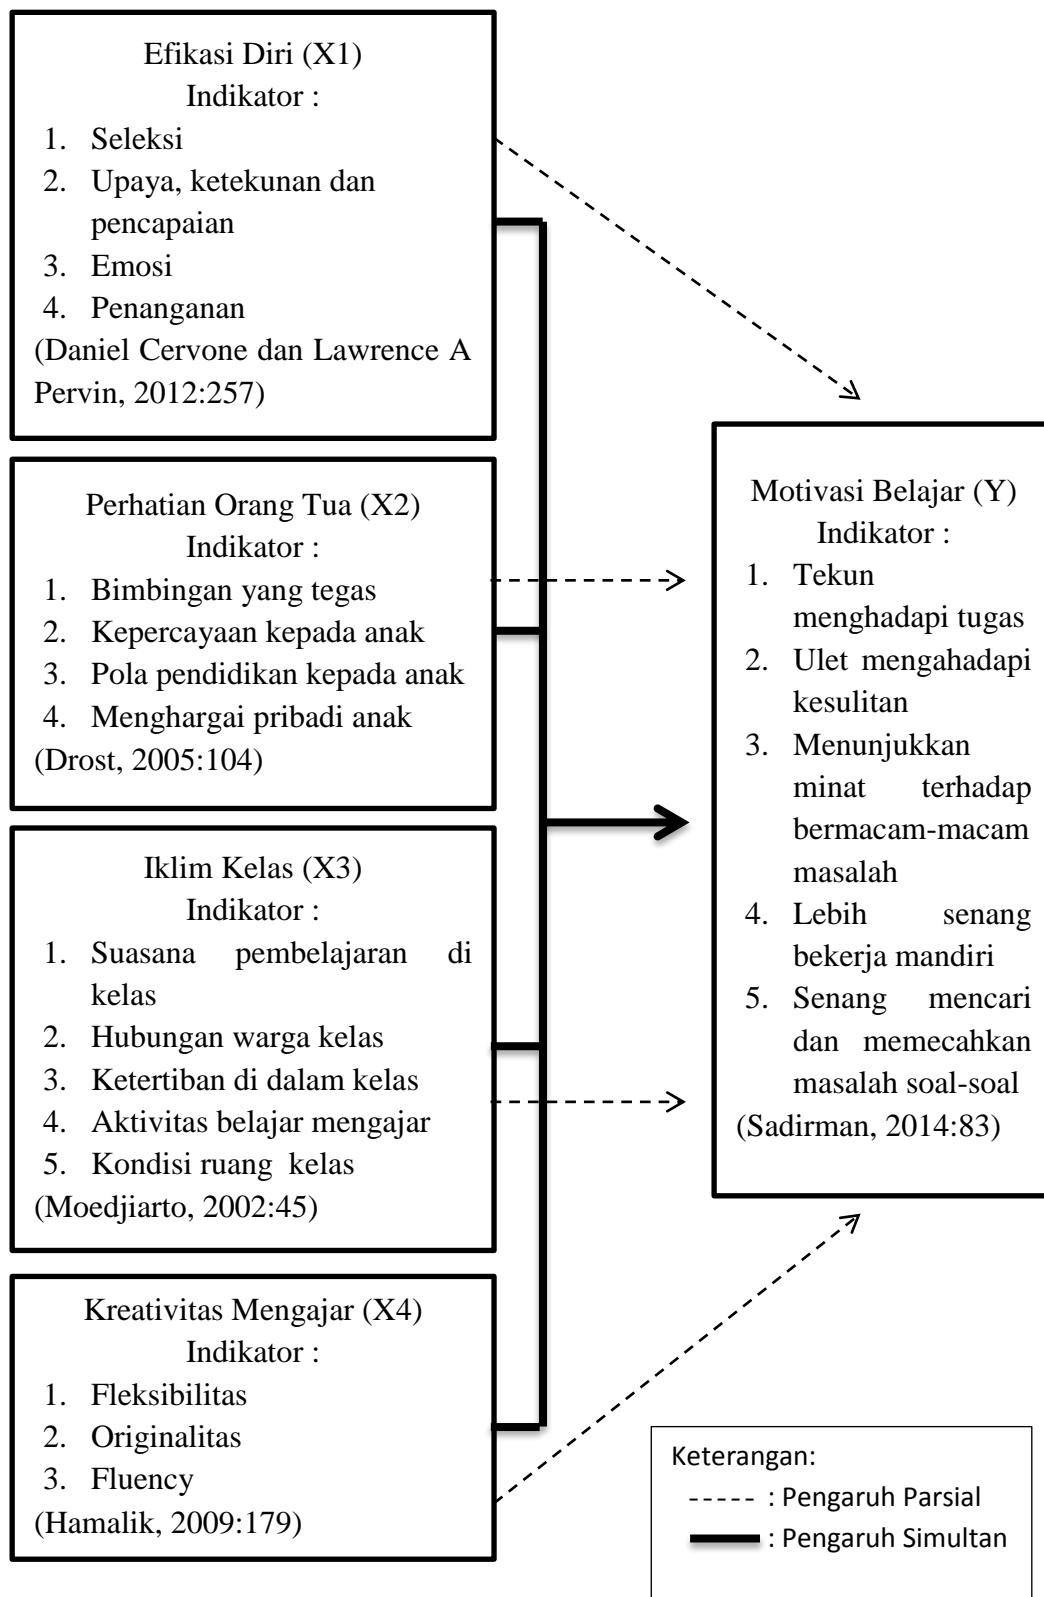 Efikasi Diri (X1)
Indikator :
1. Seleksi
2. Upaya, ketekunan dan
pencapaian
3. Emosi
4. Penanganan
(Daniel Cervone dan Lawrence A
Pervin, 2012:257)
Perhatian Orang Tua (X2)
Indikator :
1. Bimbingan yang tegas
2. Kepercayaan kepada anak
3. Pola pendidikan kepada anak
4. Menghargai pribadi anak
(Drost, 2005:104)
Iklim Kelas (X3)
Indikator :
1. Suasana pembelajaran di
kelas
2. Hubungan warga kelas
3. Ketertiban di dalam kelas
4. Aktivitas belajar mengajar
5. Kondisi ruang kelas
(Moedjiarto, 2002:45)
Kreativitas Mengajar (X4)
Indikator :
1. Fleksibilitas
2. Originalitas
3. Fluency
(Hamalik, 2009:179)
Motivasi Belajar (Y)
Indikator :
1. Tekun
menghadapi tugas
2. Ulet mengahadapi
kesulitan
3. Menunjukkan
minat terhadap
bermacam-macam
masalah
4. Lebih senang
bekerja mandiri
5. Senang mencari
dan memecahkan
masalah soal-soal
(Sadirman, 2014:83)
Keterangan:
: Pengaruh Parsial
: Pengaruh Simultan